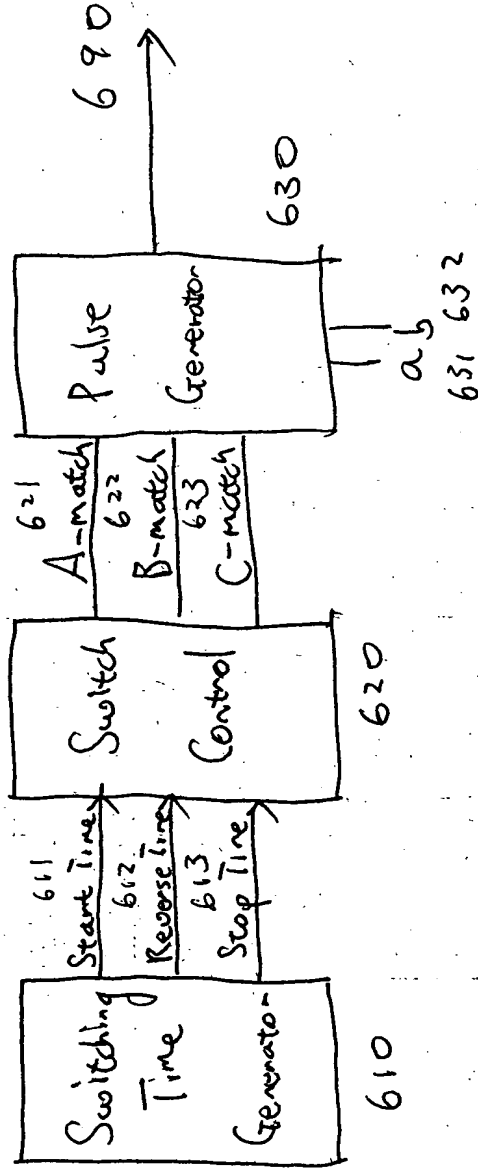 Switching
Time
Generator
610
611
Start Time
612
Reverse Time
613
Stop Time
Switch
Control
620
621
A-match
622
B-match
623
C-match
Pulse
Generator
630
a b
631 632
690